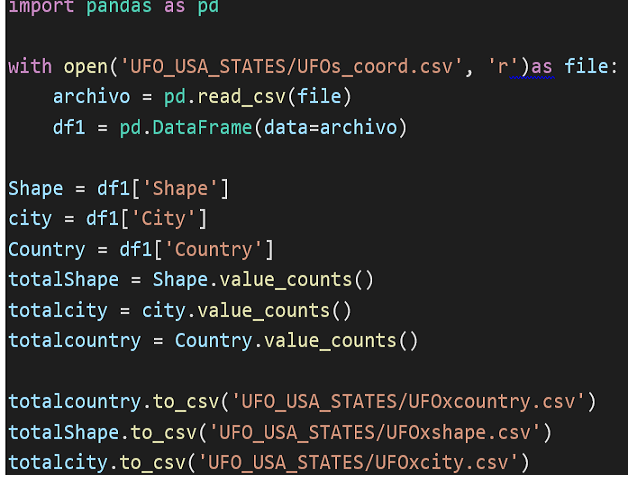 import pandas as pd
with open('UFO_USA_STATES/UFOs_coord.csv', 'r')as file:
    archivo = pd.read_csv(file)
    df1 = pd.DataFrame(data=archivo)
Shape = df1['Shape']
city = df1['City']
Country = df1['Country']
totalShape = Shape.value_counts()
totalcity = city.value_counts()
totalcountry = Country.value_counts()
totalcountry.to_csv('UFO_USA_STATES/UFOxcountry.csv')
totalShape.to_csv('UFO_USA_STATES/UFOxshape.csv')
totalcity.to_csv('UFO_USA_STATES/UFOxcity.csv')